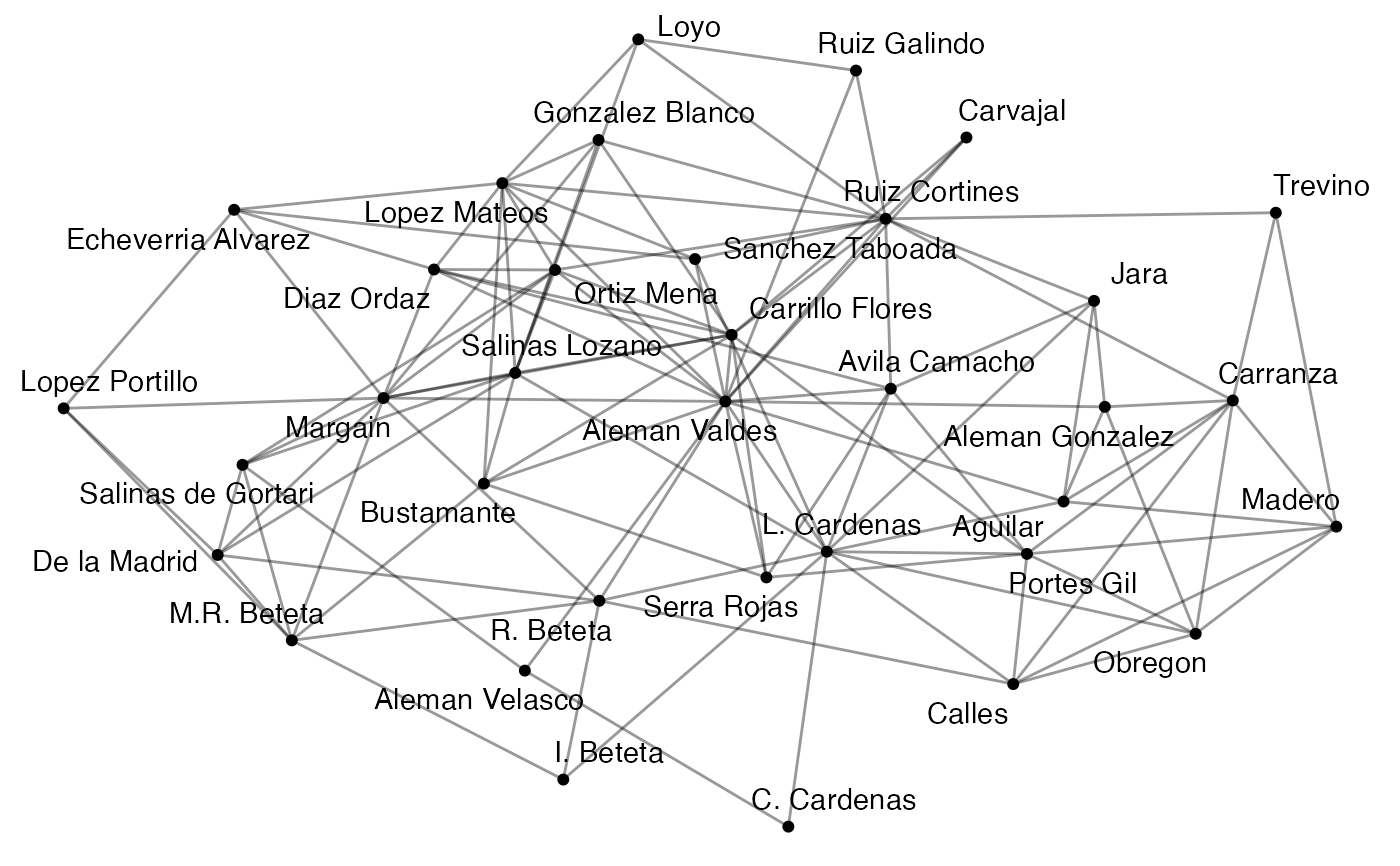 Loyo
Ruiz Galindo
Gonzalez Blanco
Carvajal
Ruiz Cortines
Trevino
Lopez Mateos
Echeverria Alvarez
Sanchez Taboada
Jara
Diaz Ordaz
Ortiz Mena
Carrillo Flores
Salinas Lozano
Avila Camacho
Lopez Portillo
Carranza
Margain
Aleman Valdes
Aleman Gonzalez
Salinas de Gortari
Madero
Bustamante
L. Cardenas
Aguilar
De la Madrid
Portes Gil
M.R. Beteta
Serra Rojas
R. Beteta
Obregon
Aleman Velasco
Calles
I. Beteta
C. Cardenas